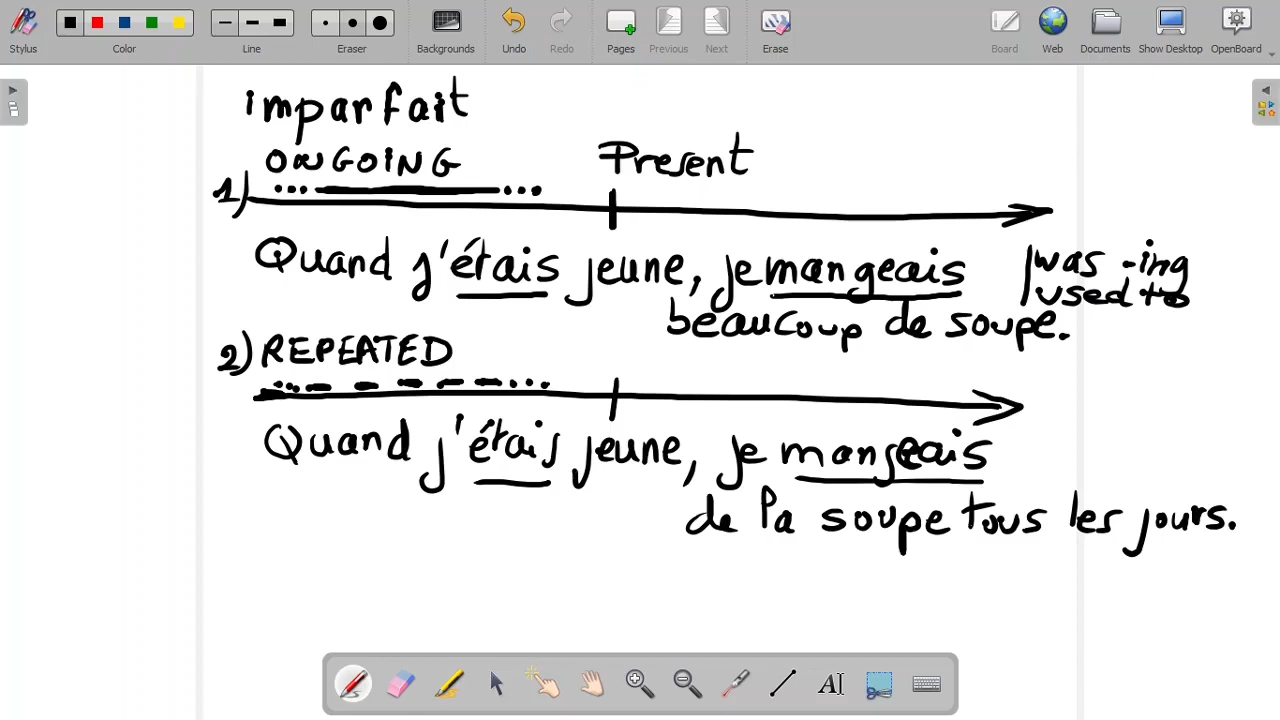 Stylus Color Line Eraser Backgrounds Undo Redo Pages Previous Next Erase Board Web Documents Show Desktop OpenBoard
imparfait
ONGOING Present
1)
Quand j'étais jeune, je mangeais
was -ing
used to
beaucoup de soupe.
2) REPEATED
Quand j'étais jeune, je mangeais
de la soupe tous les jours.